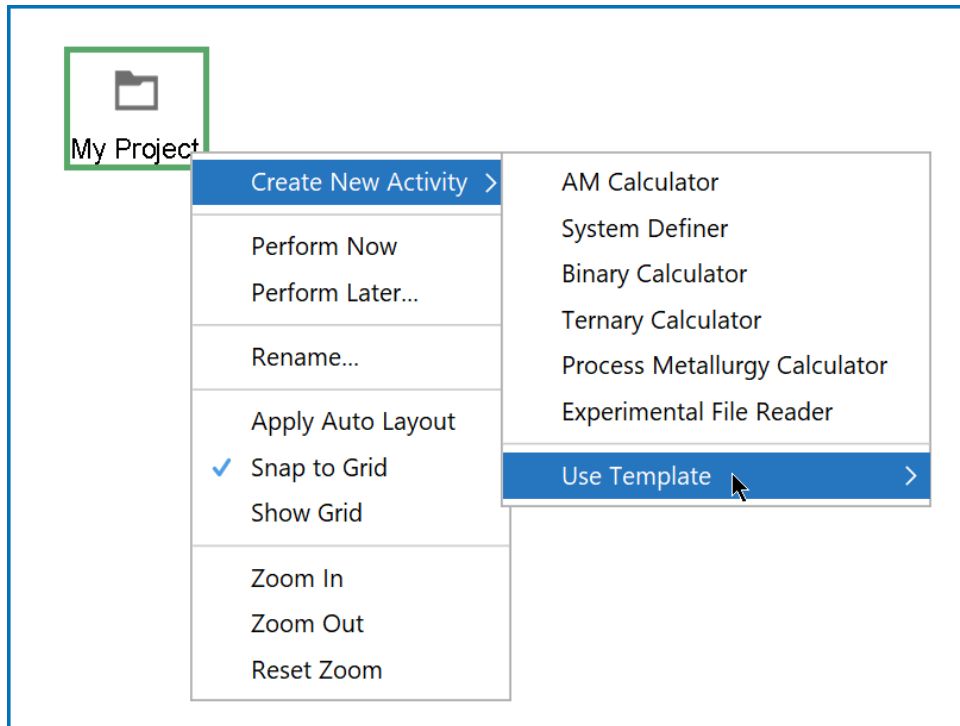 My Project
Create New Activity
Perform Now
Perform Later...
Rename...
Apply Auto Layout
Snap to Grid
Show Grid
Zoom In
Zoom Out
Reset Zoom
AM Calculator
System Definer
Binary Calculator
Ternary Calculator
Process Metallurgy Calculator
Experimental File Reader
Use Template